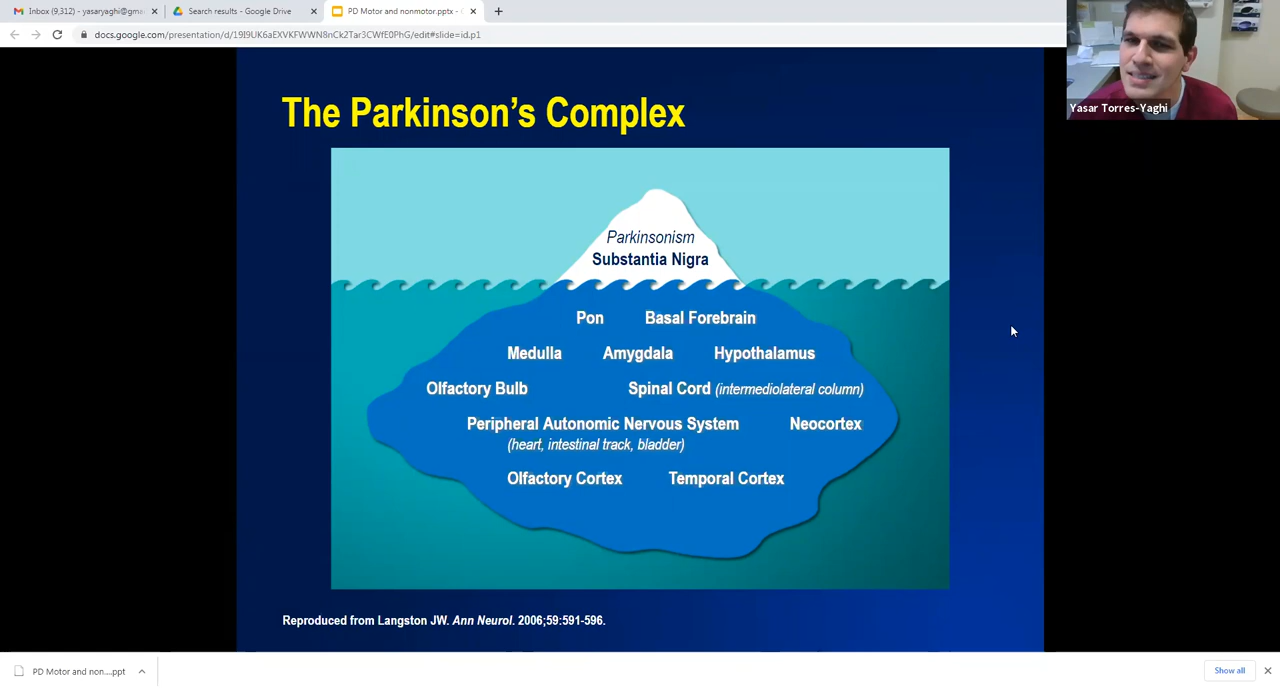 Inbox (9,312) - yasaryaghi@gma
Search results - Google Drive
PD Motor and nonmotor.pptx -
docs.google.com/presentation/d/19I9UK6aEXVKFWWN8nCk2Tar3CWfE0PhG/edit#slide=id.p1
Yasar Torres-Yaghi
The Parkinson's Complex
Parkinsonism
Substantia Nigra
Pon Basal Forebrain
Medulla Amygdala Hypothalamus
Olfactory Bulb Spinal Cord (intermediolateral column)
Peripheral Autonomic Nervous System Neocortex
(heart, intestinal track, bladder)
Olfactory Cortex Temporal Cortex
Reproduced from Langston JW. Ann Neurol. 2006;59:591-596.
PD Motor and non....ppt
Show all